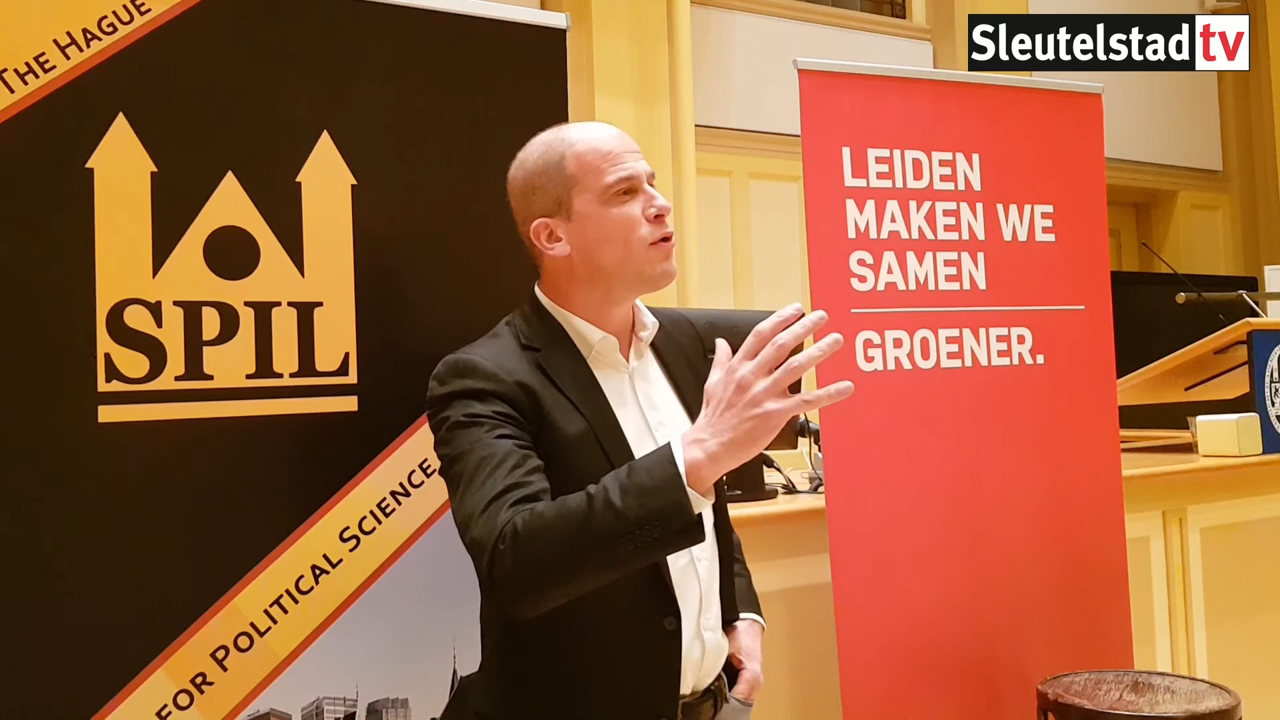 THE HAGUE
SPIL
FOR POLITICAL SCIENCE
LEIDEN
MAKEN WE
SAMEN
GROENER.
Sleutelstad tv